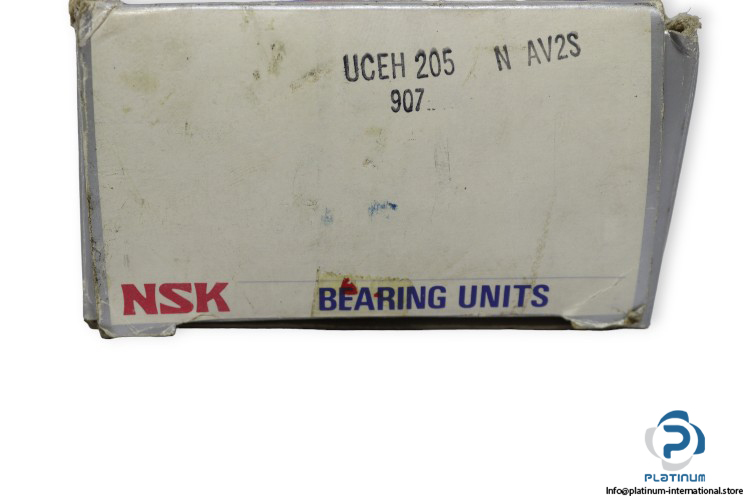 UCEH 205 N AV2S
907
NSK BEARING UNITS
PLATINUM
Info@platinum-international.store